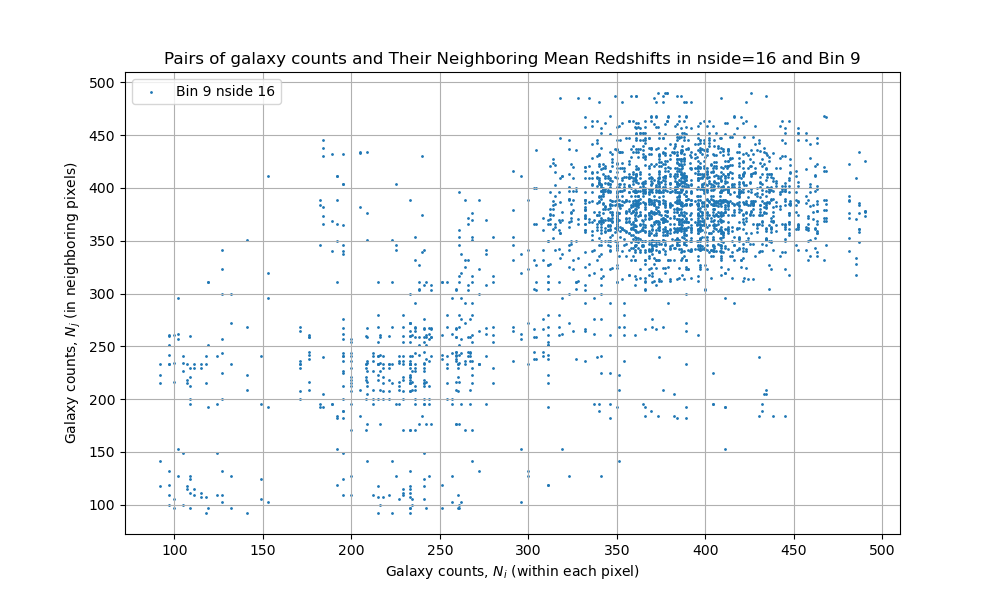 Pairs of galaxy counts and Their Neighboring Mean Redshifts in nside=16 and Bin 9
Bin 9 nside 16
500
450
400
350
300
250
200
150
100
Galaxy counts, Nj (in neighboring pixels)
100 150 200 250 300 350 400 450 500
Galaxy counts, Ni (within each pixel)